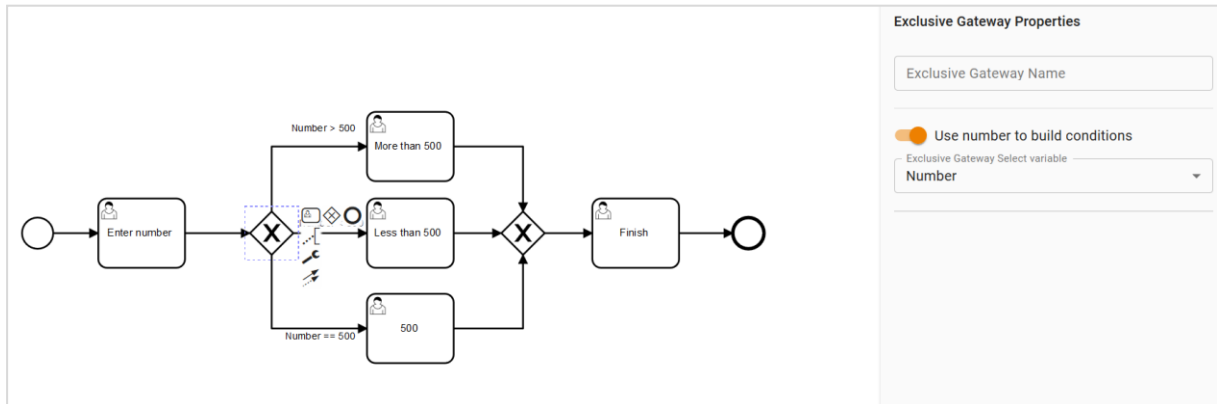 Exclusive Gateway Properties
Exclusive Gateway Name
Use number to build conditions
Exclusive Gateway Select variable
Number
Number > 500
More than 500
Enter number
X
Less than 500
X
Finish
500
Number == 500